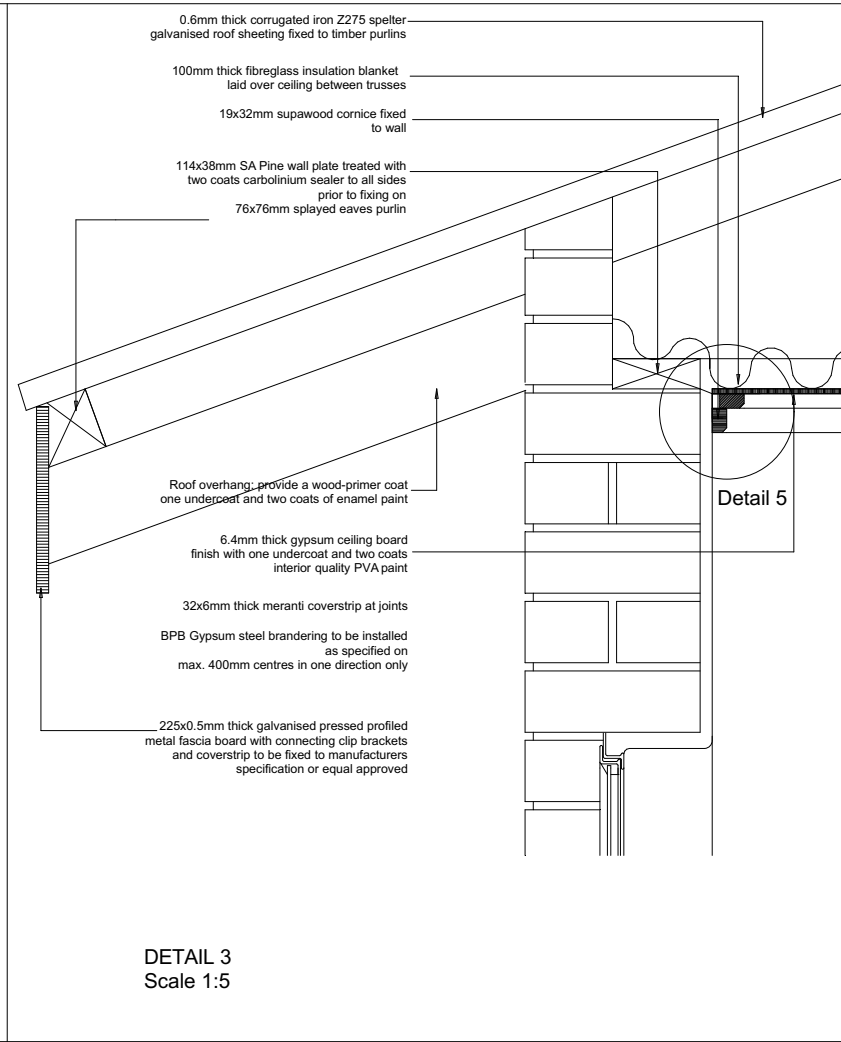 0.6mm thick corrugated iron Z275 spelter
galvanised roof sheeting fixed to timber purlins
100mm thick fibreglass insulation blanket
laid over ceiling between trusses
19x32mm supawood cornice fixed
to wall
114x38mm SA Pine wall plate treated with
two coats carbolinium sealer to all sides
prior to fixing on
76x76mm splayed eaves purlin
Roof overhang: provide a wood-primer coat
one undercoat and two coats of enamel paint
Detail 5
6.4mm thick gypsum ceiling board
finish with one undercoat and two coats
interior quality PVA paint
32x6mm thick meranti coverstrip at joints
BPB Gypsum steel brandering to be installed
as specified on
max. 400mm centres in one direction only
225x0.5mm thick galvanised pressed profiled
metal fascia board with connecting clip brackets
and coverstrip to be fixed to manufacturers
specification or equal approved
DETAIL 3
Scale 1:5